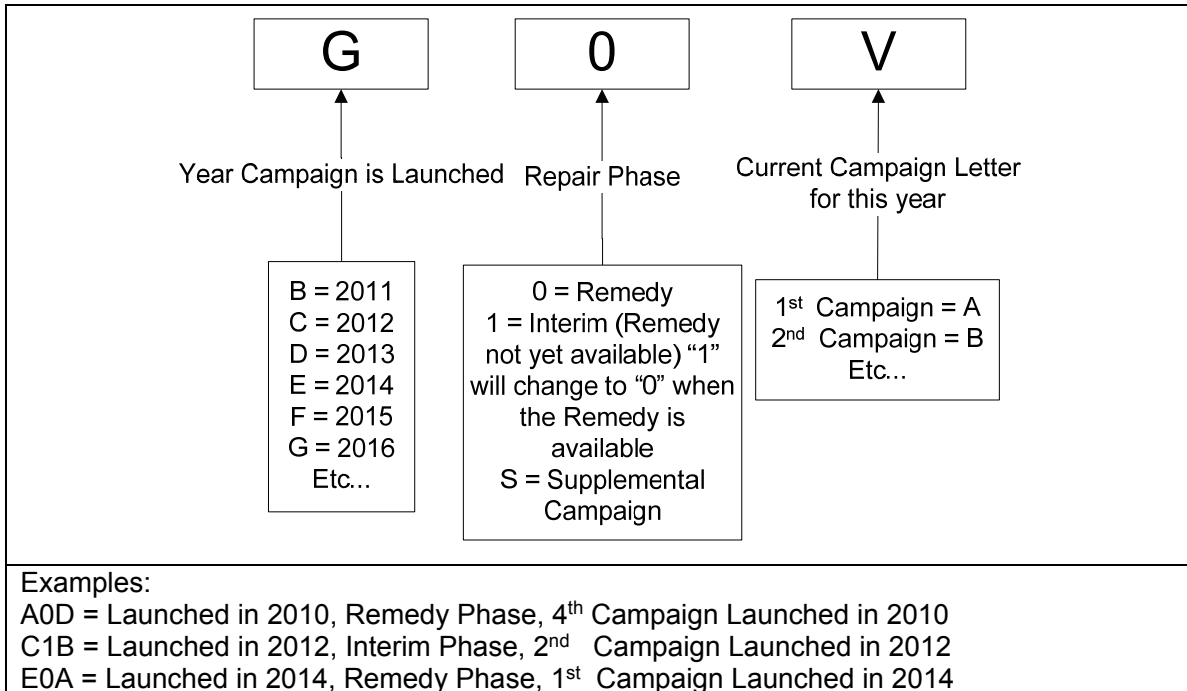 G 0 V
Year Campaign is Launched
Repair Phase
Current Campaign Letter
for this year
B = 2011
C = 2012
D = 2013
E = 2014
F = 2015
G = 2016
Etc...
0 = Remedy
1 = Interim (Remedy
not yet available) “1”
will change to “0” when
the Remedy is
available
S = Supplemental
Campaign
1st Campaign = A
2nd Campaign = B
Etc...
Examples:
A0D = Launched in 2010, Remedy Phase, 4th Campaign Launched in 2010
C1B = Launched in 2012, Interim Phase, 2nd Campaign Launched in 2012
E0A = Launched in 2014, Remedy Phase, 1st Campaign Launched in 2014